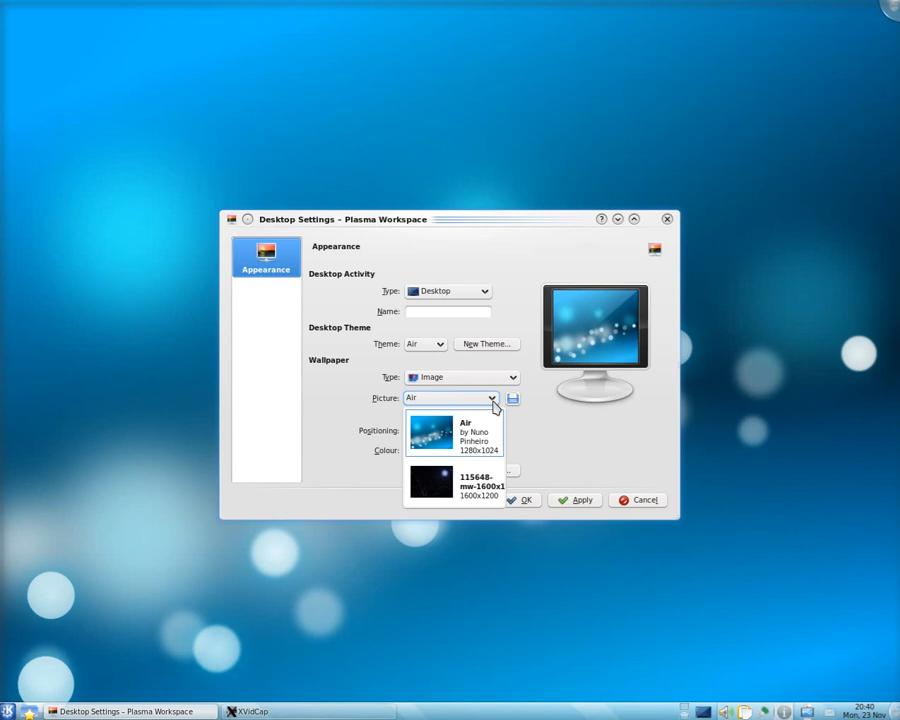 Desktop Settings – Plasma Workspace
?
Appearance
Appearance
Desktop Activity
Type: Desktop
Name:
Desktop Theme
Theme: Air New Theme...
Wallpaper
Type: Image
Picture: Air
Air
by Nuno
Pinheiro
1280x1024
Positioning:
Colour:
115648-
mw-1600x1
1600x1200
...
OK Apply Cancel
Desktop Settings – Plasma Workspace
XVidCap
20:40
Mon, 23 Nov